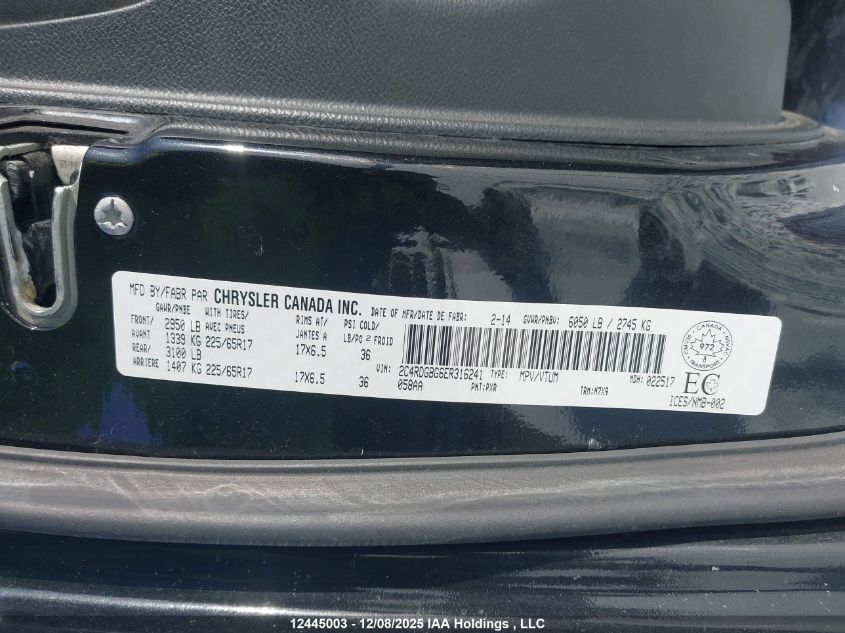 MFD BY/FABR PAR CHRYSLER CANADA INC. DATE OF MFR/DATE DE FABR: 2-14 GVWR/PNBV: 6050 LB / 2745 KG
GAWR/PNBE WITH TIRES/ RIMS AT/ PSI COLD/
FRONT/ 2950 LB AVEC PNEUS JANTES A LB/PO 2 FROID
AVANT 1339 KG 225/65R17 17X6.5 36
REAR/ 3100 LB
ARRIERE 1407 KG 225/65R17 17X6.5 36
VIN: 2C4RDGBG6ER316241 TYPE: MPV/VTUM MDH: 022517
058AA PNT:PXR TRM:M7X9
CANADA
972
TRANSPORT
EC
ICES/NMB-002
12445003 - 12/08/2025 IAA Holdings, LLC